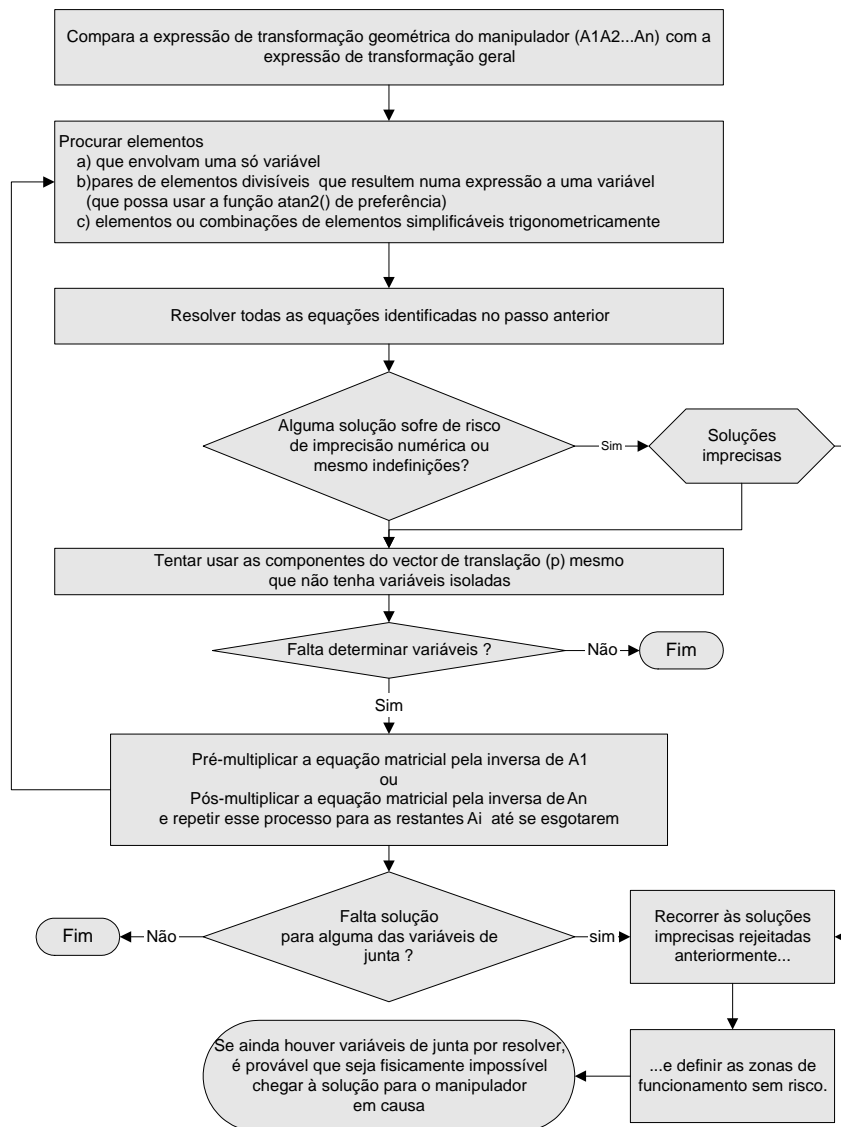 Compara a expressão de transformação geométrica do manipulador (A1A2...An) com a
expressão de transformação geral
Procurar elementos
a) que envolvam uma só variável
b)pares de elementos divisíveis que resultem numa expressão a uma variável
(que possa usar a função atan2() de preferência)
c) elementos ou combinações de elementos simplificáveis trigonometricamente
Resolver todas as equações identificadas no passo anterior
Alguma solução sofre de risco
de imprecisão numérica ou
mesmo indefinições?
Sim
Soluções
imprecisas
Tentar usar as componentes do vector de translação (p) mesmo
que não tenha variáveis isoladas
Falta determinar variáveis ?
Não
Fim
Sim
Pré-multiplicar a equação matricial pela inversa de A1
ou
Pós-multiplicar a equação matricial pela inversa de An
e repetir esse processo para as restantes Ai até se esgotarem
Falta solução
para alguma das variáveis de
junta ?
Não
Fim
sim
Recorrer às soluções
imprecisas rejeitadas
anteriormente...
...e definir as zonas de
funcionamento sem risco.
Se ainda houver variáveis de junta por resolver,
é provável que seja fisicamente impossível
chegar à solução para o manipulador
em causa